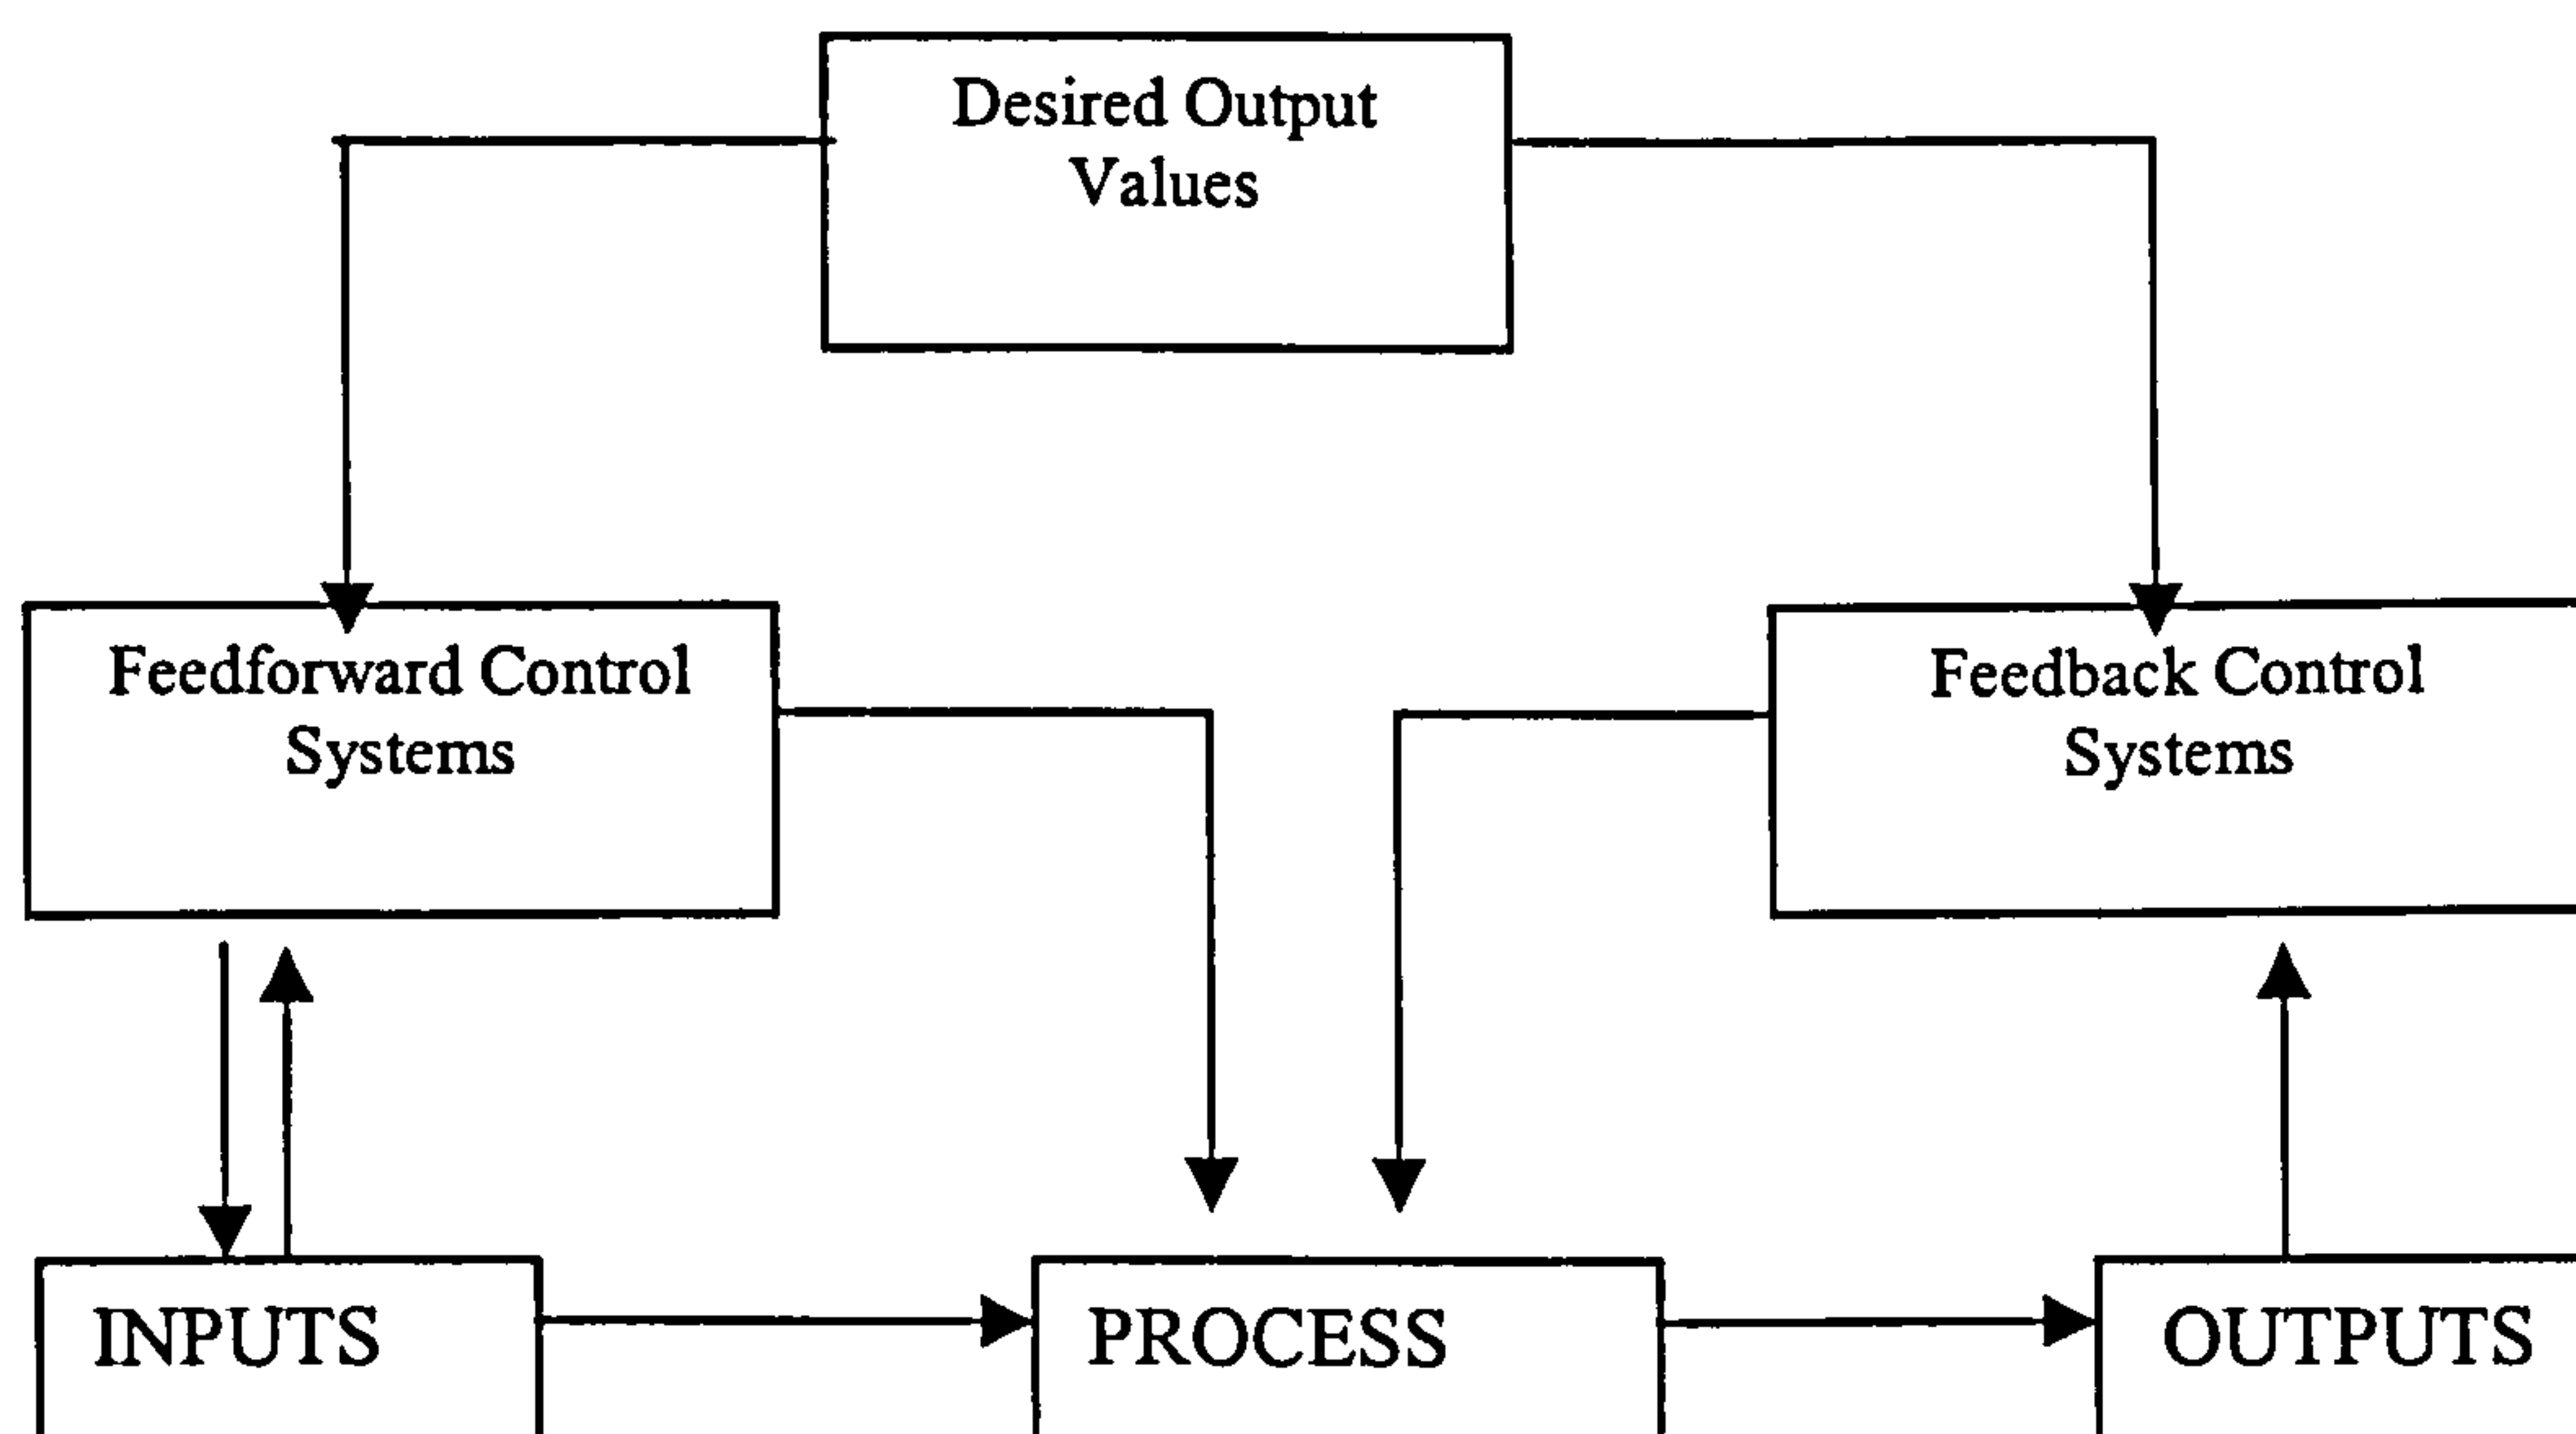 Desired Output
Values
Feedforward Control
Systems
Feedback Control
Systems
INPUTS
PROCESS
OUTPUTS